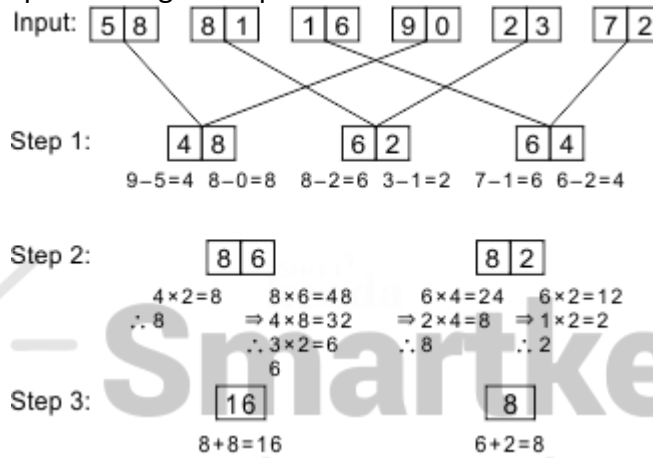 Input: 5 8 8 1 1 6 9 0 2 3 7 2
Step 1: 4 8 6 2 6 4
9–5=4 8–0=8 8–2=6 3–1=2 7–1=6 6–2=4
Step 2: 8 6 8 2
4×2=8 8×6=48 6×4=24 6×2=12
∴ 8 ⇒ 4×8=32 ⇒ 2×4=8 ⇒ 1×2=2
∴ 3×2=6 ∴ 8 ∴ 2
6
Step 3: 16 8
8+8=16 6+2=8
Smartke